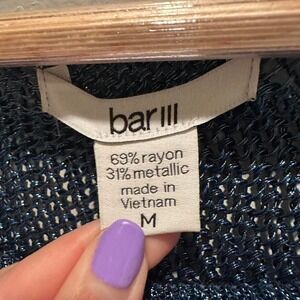 bar III
69% rayon
31% metallic
made in
Vietnam
M